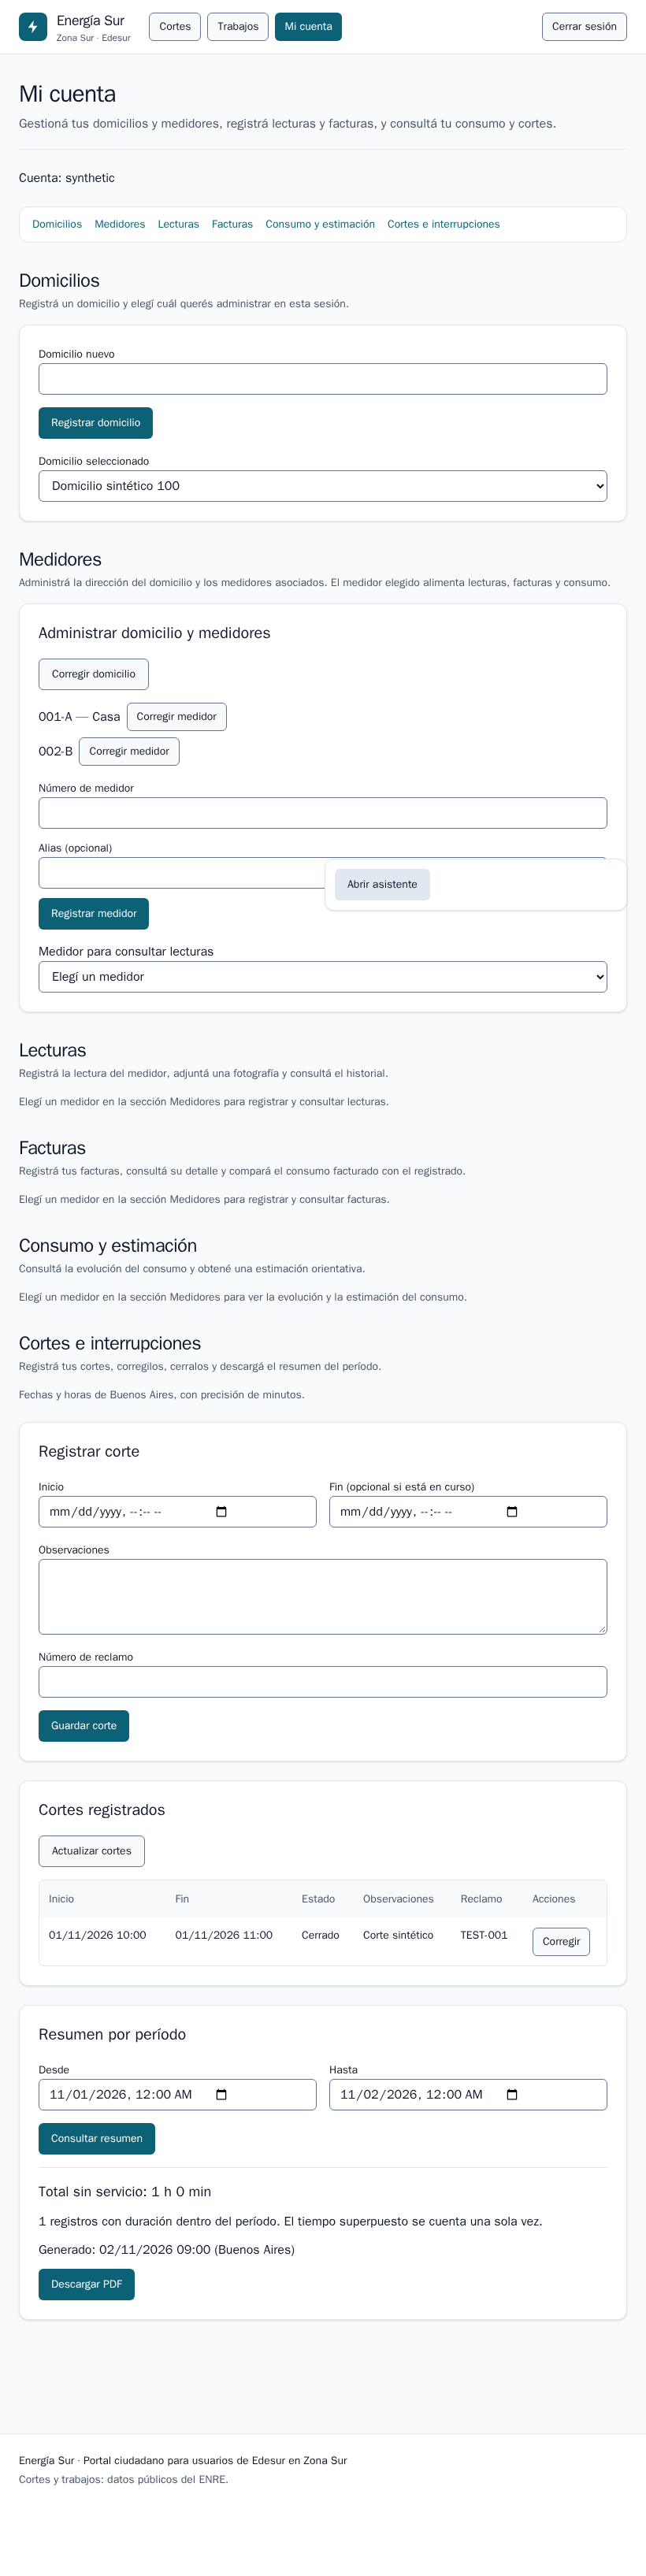 Energía Sur
Zona Sur · Edesur
Cortes
Trabajos
Mi cuenta
Cerrar sesión
Mi cuenta
Gestioná tus domicilios y medidores, registrá lecturas y facturas, y consultá tu consumo y cortes.
Cuenta: synthetic
Domicilios
Medidores
Lecturas
Facturas
Consumo y estimación
Cortes e interrupciones
Domicilios
Registrá un domicilio y elegí cuál querés administrar en esta sesión.
Domicilio nuevo
Registrar domicilio
Domicilio seleccionado
Domicilio sintético 100
Medidores
Administrá la dirección del domicilio y los medidores asociados. El medidor elegido alimenta lecturas, facturas y consumo.
Administrar domicilio y medidores
Corregir domicilio
001-A — Casa
Corregir medidor
002-B
Corregir medidor
Número de medidor
Alias (opcional)
Abrir asistente
Registrar medidor
Medidor para consultar lecturas
Elegí un medidor
Lecturas
Registrá la lectura del medidor, adjuntá una fotografía y consultá el historial.
Elegí un medidor en la sección Medidores para registrar y consultar lecturas.
Facturas
Registrá tus facturas, consultá su detalle y compará el consumo facturado con el registrado.
Elegí un medidor en la sección Medidores para registrar y consultar facturas.
Consumo y estimación
Consultá la evolución del consumo y obtené una estimación orientativa.
Elegí un medidor en la sección Medidores para ver la evolución y la estimación del consumo.
Cortes e interrupciones
Registrá tus cortes, corregilos, cerralos y descargá el resumen del período.
Fechas y horas de Buenos Aires, con precisión de minutos.
Registrar corte
Inicio
Fin (opcional si está en curso)
mm/dd/yyyy, --:-- --
mm/dd/yyyy, --:-- --
Observaciones
Número de reclamo
Guardar corte
Cortes registrados
Actualizar cortes
Inicio Fin Estado Observaciones Reclamo Acciones
01/11/2026 10:00 01/11/2026 11:00 Cerrado Corte sintético TEST-001 Corregir
Resumen por período
Desde
Hasta
11/01/2026, 12:00 AM
11/02/2026, 12:00 AM
Consultar resumen
Total sin servicio: 1 h 0 min
1 registros con duración dentro del período. El tiempo superpuesto se cuenta una sola vez.
Generado: 02/11/2026 09:00 (Buenos Aires)
Descargar PDF
Energía Sur · Portal ciudadano para usuarios de Edesur en Zona Sur
Cortes y trabajos: datos públicos del ENRE.